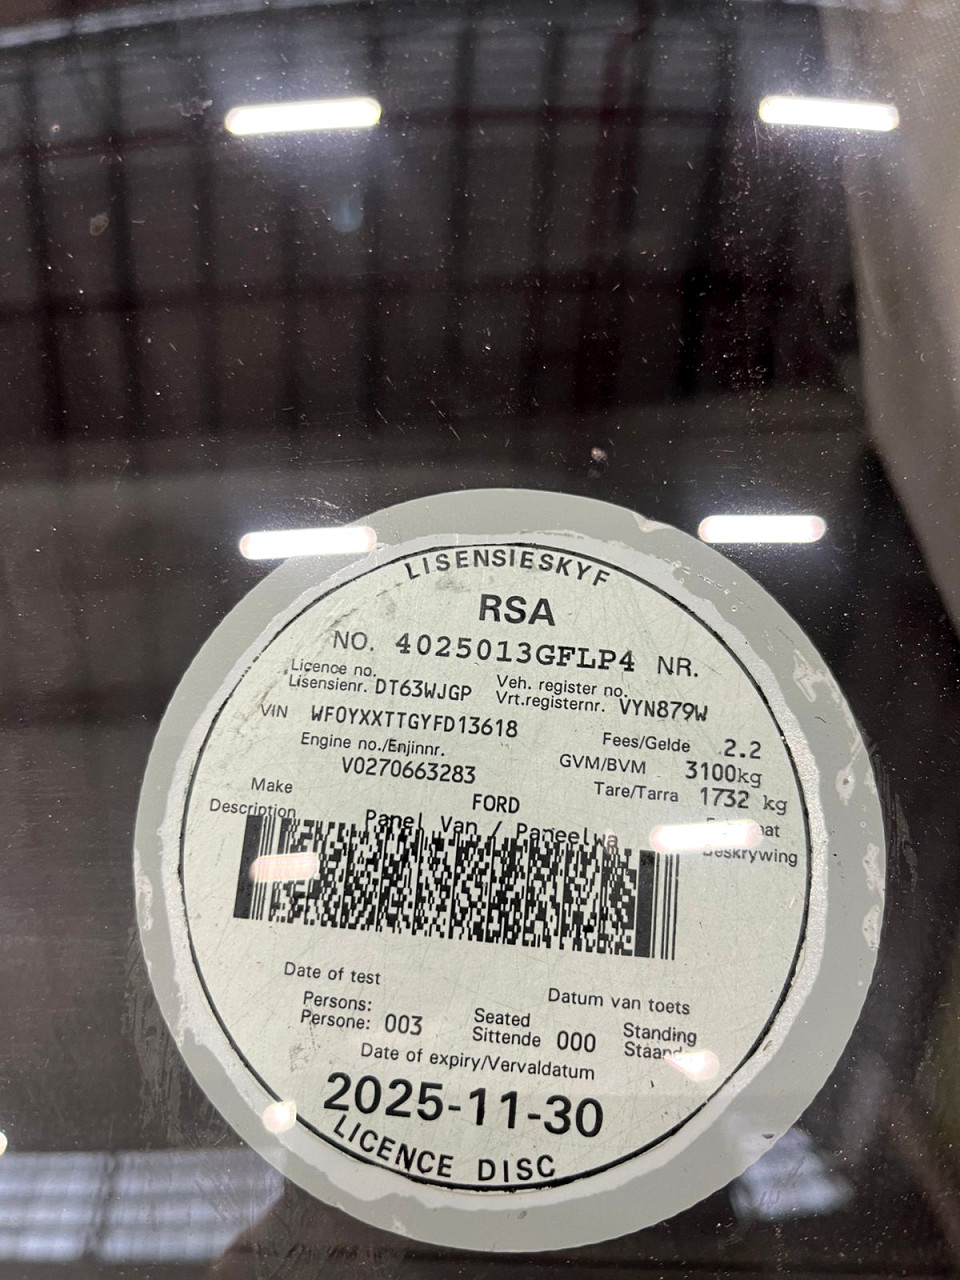 LISENSIESKYF
RSA
NO. 4025013GFLP4 NR.
Licence no.
Lisensienr. DT63WJGP
Veh. register no.
Vrt.registernr. VYN879W
VIN WF0YXXTTGYFD13618
Engine no./Enjinnr.
V0270663283
Fees/Gelde 2.2
GVM/BVM 3100kg
Tare/Tarra 1732 kg
Make FORD
Description Panel Van / Paneelwa
Beskrywing
Date of test
Datum van toets
Persons:
Persone: 003
Seated
Sittende 000
Standing
Date of expiry/Vervaldatum
2025-11-30
LICENCE DISC